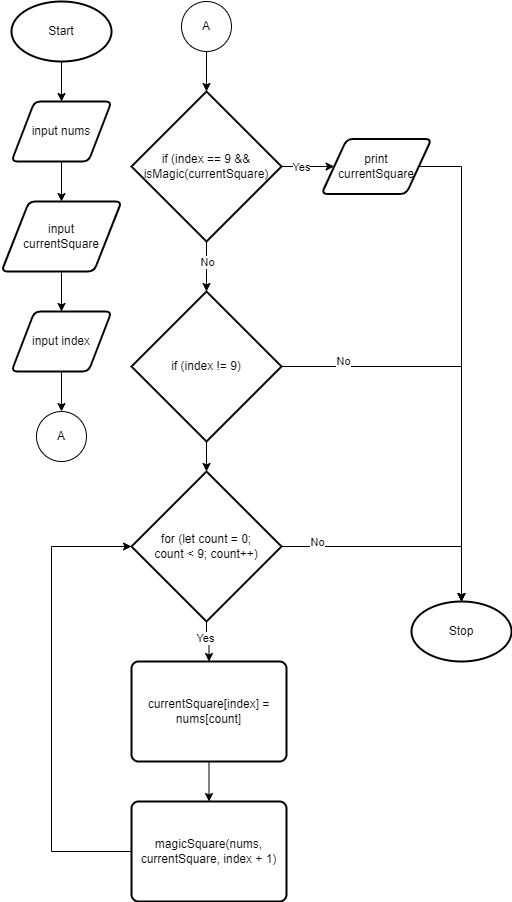 Start
input nums
input
currentSquare
input index
A
A
if (index == 9 &&
isMagic(currentSquare)
Yes
print
currentSquare
No
if (index != 9)
No
for (let count = 0;
count < 9; count++)
No
Stop
Yes
currentSquare[index] =
nums[count]
magicSquare(nums,
currentSquare, index + 1)